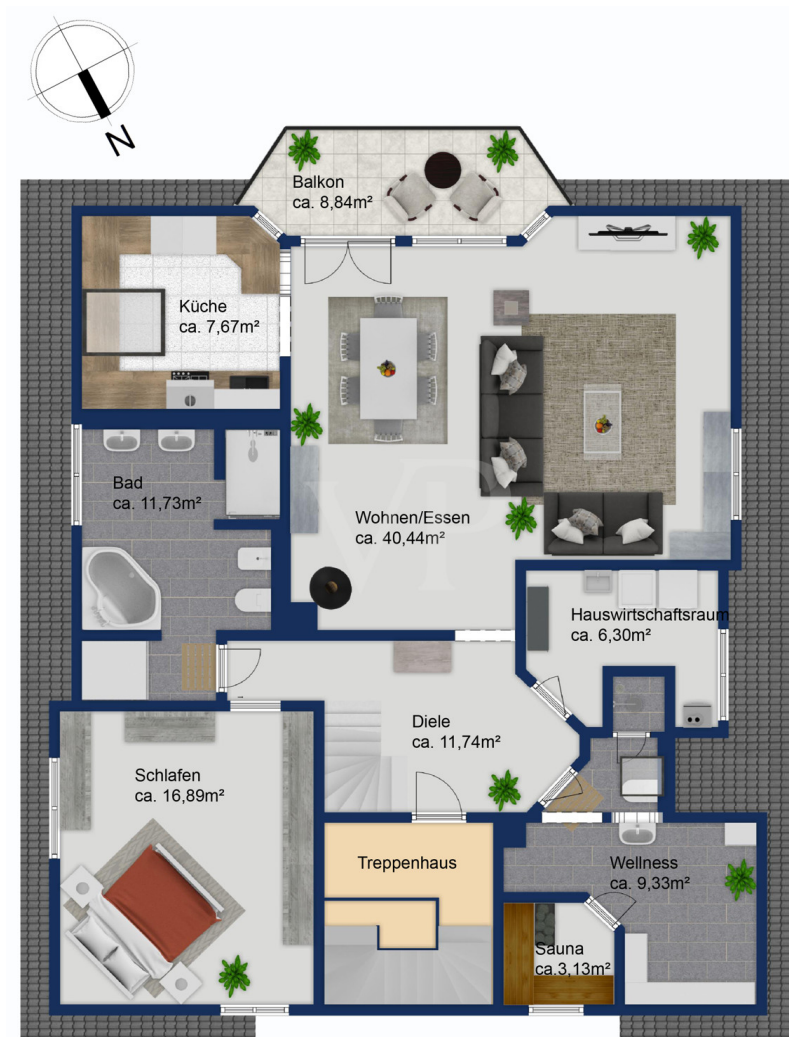 N
Balkon
ca. 8,84m²
Küche
ca. 7,67m²
Bad
ca. 11,73m²
Wohnen/Essen
ca. 40,44m²
VP
Hauswirtschaftsraum
ca. 6,30m²
Diele
ca. 11,74m²
Schlafen
ca. 16,89m²
Treppenhaus
Wellness
ca. 9,33m²
Sauna
ca.3,13m²